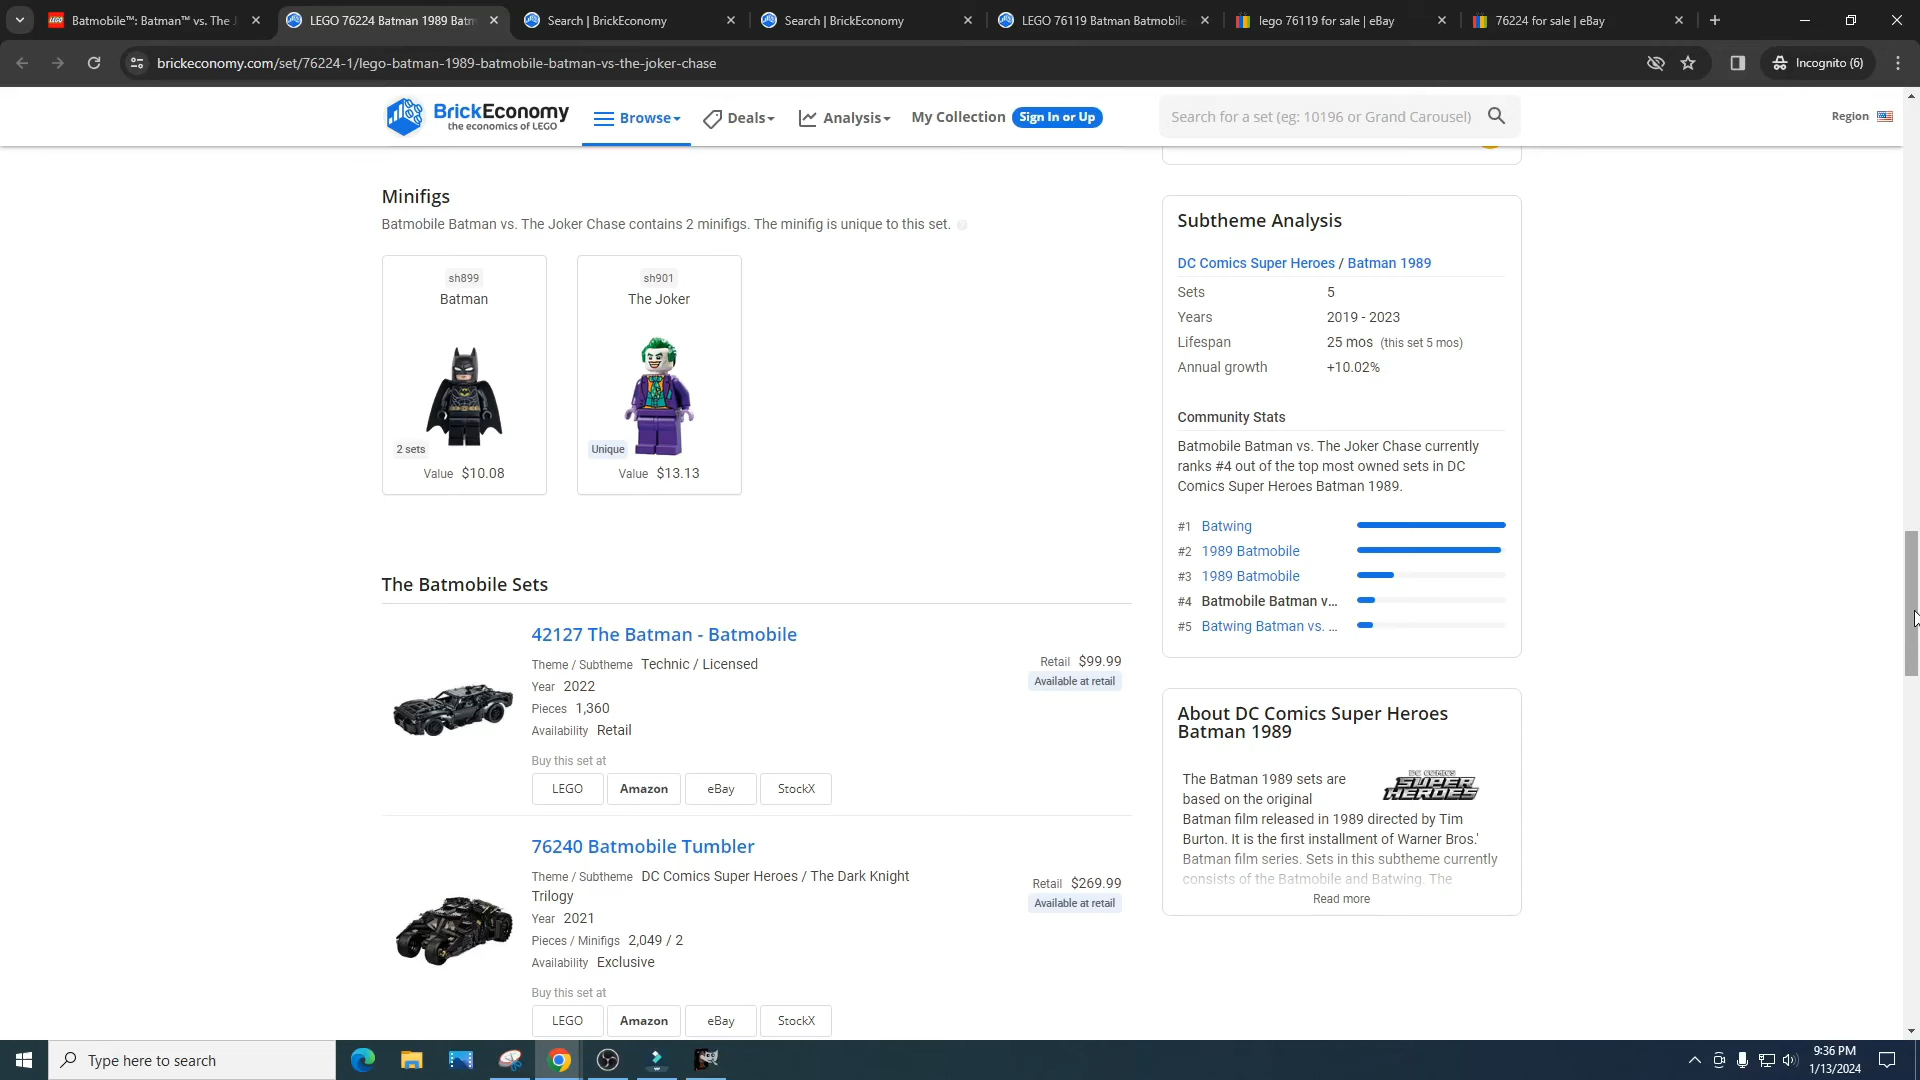 Batmobile™: Batman™ vs. The J
LEGO 76224 Batman 1989 Batm
Search | BrickEconomy
Search | BrickEconomy
LEGO 76119 Batman Batmobile
lego 76119 for sale | eBay
76224 for sale | eBay
brickeconomy.com/set/76224-1/lego-batman-1989-batmobile-batman-vs-the-joker-chase
Incognito (6)
BrickEconomy
the economics of LEGO
Browse
Deals
Analysis
My Collection
Sign In or Up
Search for a set (eg: 10196 or Grand Carousel)
Region
Minifigs
Batmobile Batman vs. The Joker Chase contains 2 minifigs. The minifig is unique to this set.
sh899
Batman
2 sets
Value $10.08
sh901
The Joker
Unique
Value $13.13
The Batmobile Sets
42127 The Batman - Batmobile
Theme / Subtheme Technic / Licensed
Year 2022
Pieces 1,360
Availability Retail
Retail $99.99
Available at retail
Buy this set at
LEGO
Amazon
eBay
StockX
76240 Batmobile Tumbler
Theme / Subtheme DC Comics Super Heroes / The Dark Knight
Trilogy
Year 2021
Pieces / Minifigs 2,049 / 2
Availability Exclusive
Retail $269.99
Available at retail
Buy this set at
LEGO
Amazon
eBay
StockX
Subtheme Analysis
DC Comics Super Heroes / Batman 1989
Sets 5
Years 2019 - 2023
Lifespan 25 mos (this set 5 mos)
Annual growth +10.02%
Community Stats
Batmobile Batman vs. The Joker Chase currently
ranks #4 out of the top most owned sets in DC
Comics Super Heroes Batman 1989.
#1 Batwing
#2 1989 Batmobile
#3 1989 Batmobile
#4 Batmobile Batman v...
#5 Batwing Batman vs. ...
About DC Comics Super Heroes
Batman 1989
DC COMICS
SUPER
HEROES
The Batman 1989 sets are
based on the original
Batman film released in 1989 directed by Tim
Burton. It is the first installment of Warner Bros.'
Batman film series. Sets in this subtheme currently
consists of the Batmobile and Batwing. The
Read more
Type here to search
9:36 PM
1/13/2024